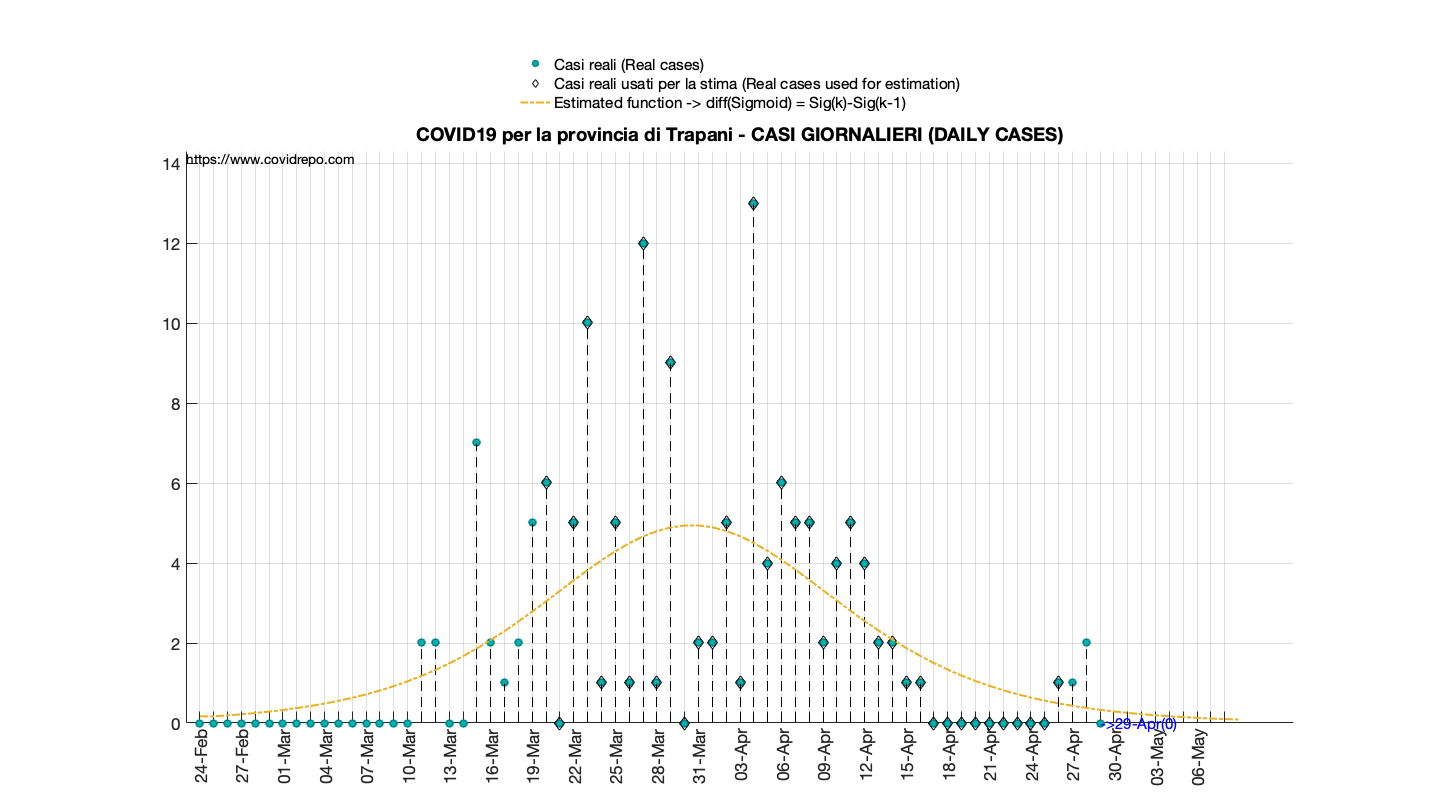 Casi reali (Real cases)
Casi reali usati per la stima (Real cases used for estimation)
Estimated function -> diff(Sigmoid) = Sig(k)-Sig(k-1)
COVID19 per la provincia di Trapani - CASI GIORNALIERI (DAILY CASES)
https://www.covidrepo.com
14
12
10
8
6
4
2
0
->29-Apr(0)
24-Feb
27-Feb
01-Mar
04-Mar
07-Mar
10-Mar
13-Mar
16-Mar
19-Mar
22-Mar
25-Mar
28-Mar
31-Mar
03-Apr
06-Apr
09-Apr
12-Apr
15-Apr
18-Apr
21-Apr
24-Apr
27-Apr
30-Apr
03-May
06-May